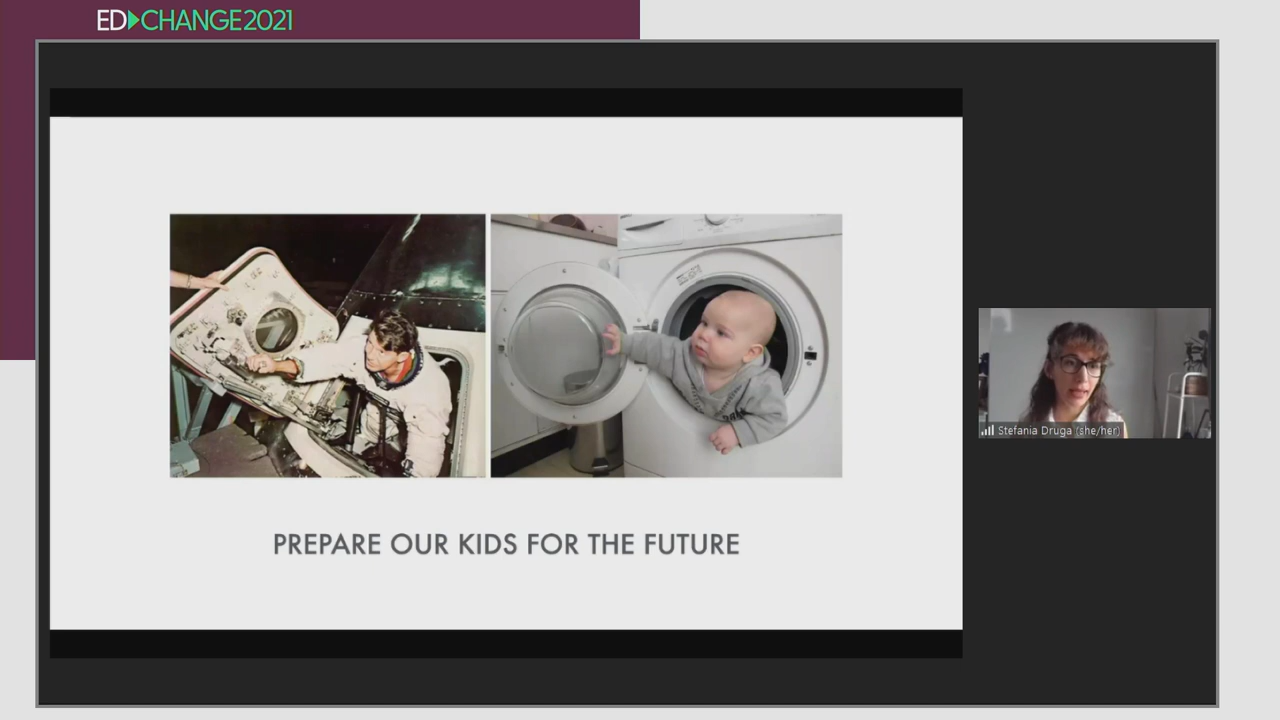 ED CHANGE2021
PREPARE OUR KIDS FOR THE FUTURE
Stefania Druga (she/her)